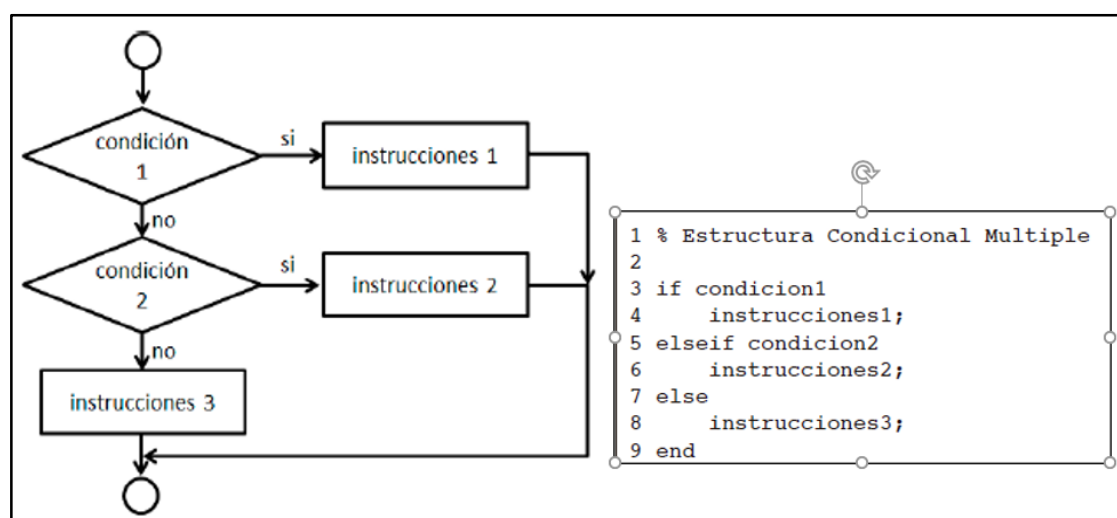 condición
1
si
instrucciones 1
no
condición
2
si
instrucciones 2
no
instrucciones 3
1 % Estructura Condicional Multiple
2
3 if condicion1
4     instrucciones1;
5 elseif condicion2
6     instrucciones2;
7 else
8     instrucciones3;
9 end